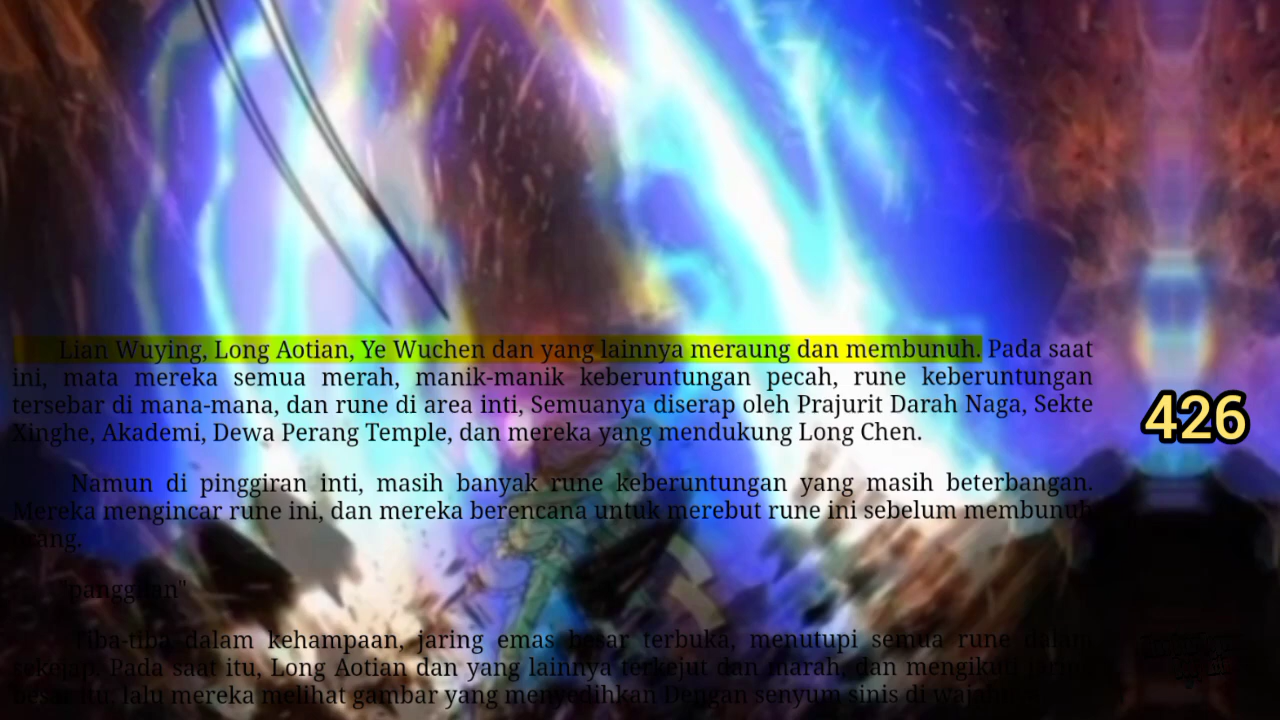 Lian Wuying, Long Aotian, Ye Wuchen dan yang lainnya meraung dan membunuh. Pada saat
ini, mata mereka semua merah, manik-manik keberuntungan pecah, rune keberuntungan
tersebar di mana-mana, dan rune di area inti, Semuanya diserap oleh Prajurit Darah Naga, Sekte
Xinghe, Akademi, Dewa Perang Temple, dan mereka yang mendukung Long Chen.
426
Namun di pinggiran inti, masih banyak rune keberuntungan yang masih beterbangan.
Mereka mengincar rune ini, dan mereka berencana untuk merebut rune ini sebelum membunuh
orang.
"panggilan"
Tiba-tiba dalam kehampaan, jaring emas besar terbuka, menutupi semua rune dalam
sekejap. Pada saat itu, Long Aotian dan yang lainnya terkejut dan marah, dan mengikuti jaring
besar itu, lalu mereka melihat gambar yang menyedihkan Dengan senyum sinis di